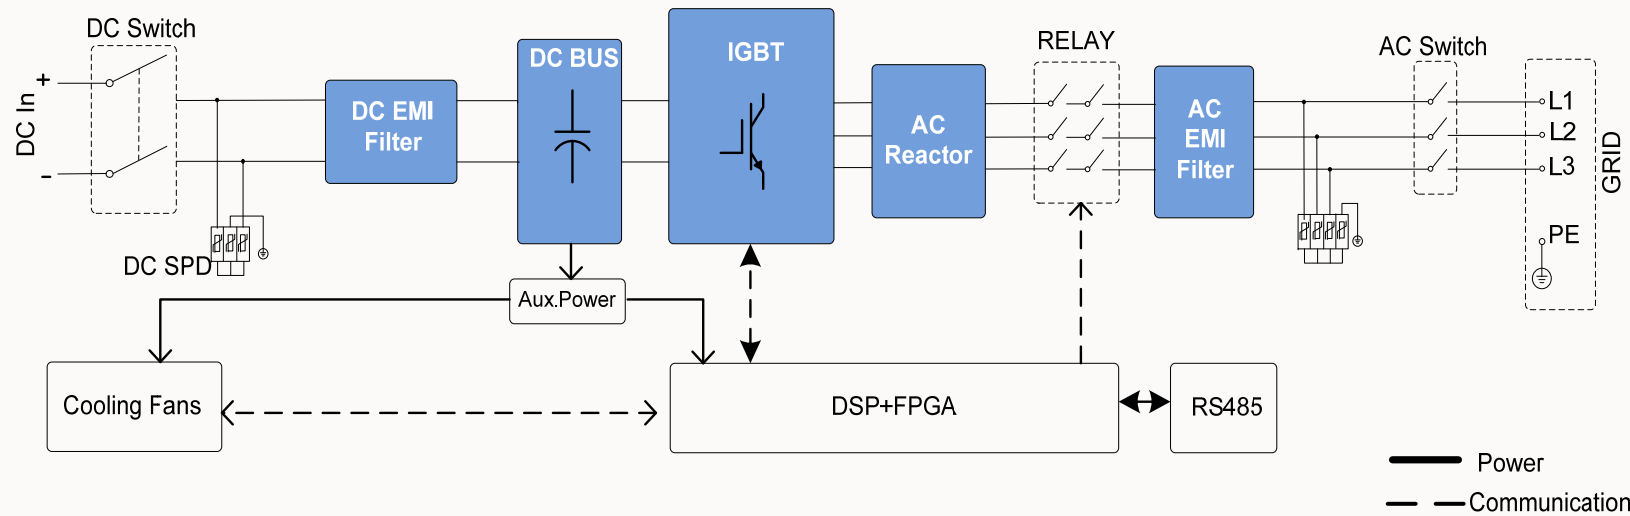 DC Switch
+
DC In
−
DC SPD
DC EMI
Filter
DC BUS
IGBT
AC
Reactor
RELAY
AC
EMI
Filter
AC Switch
L1
L2
L3
PE
GRID
Aux.Power
Cooling Fans
DSP+FPGA
RS485
Power
Communication